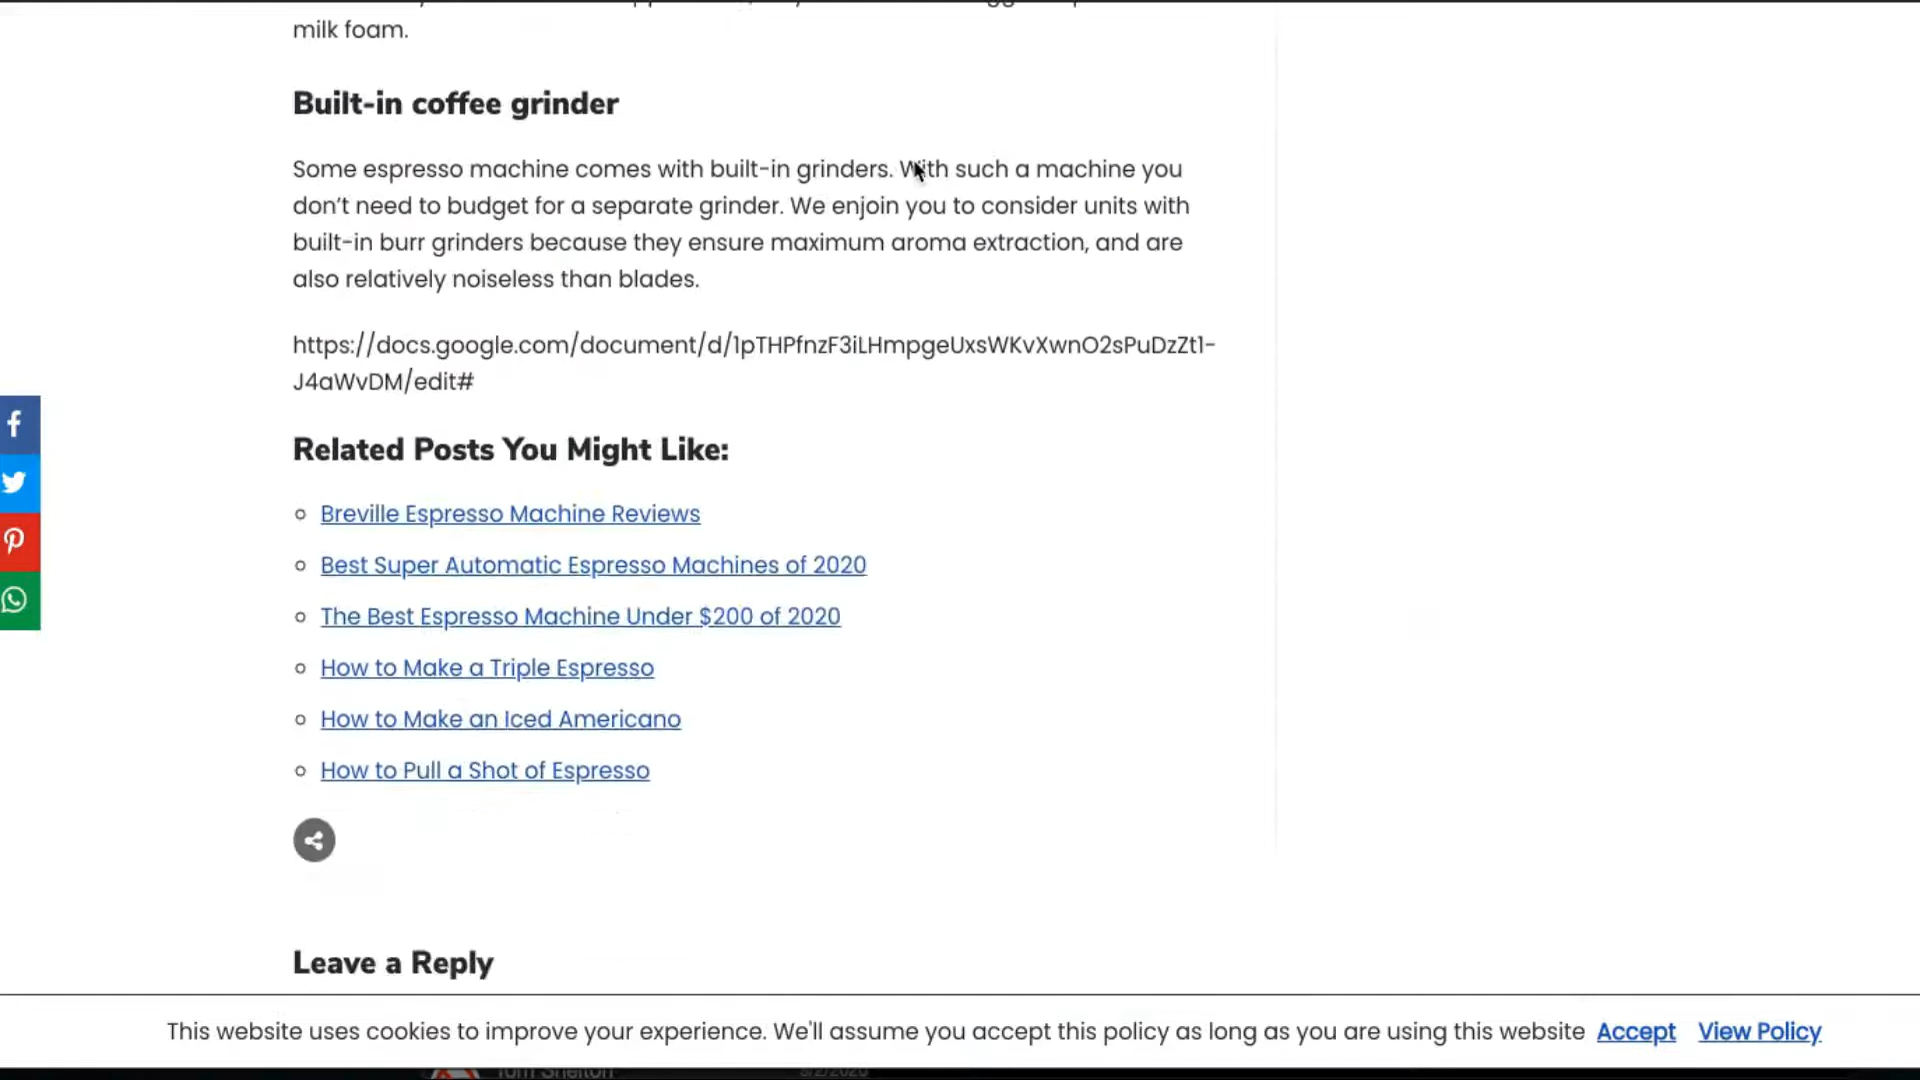 milk foam.
Built-in coffee grinder
Some espresso machine comes with built-in grinders. With such a machine you
don't need to budget for a separate grinder. We enjoin you to consider units with
built-in burr grinders because they ensure maximum aroma extraction, and are
also relatively noiseless than blades.
https://docs.google.com/document/d/1pTHPfnzF3iLHmpgeUxsWKvXwnO2sPuDzZt1-
J4aWvDM/edit#
Related Posts You Might Like:
Breville Espresso Machine Reviews
Best Super Automatic Espresso Machines of 2020
The Best Espresso Machine Under $200 of 2020
How to Make a Triple Espresso
How to Make an Iced Americano
How to Pull a Shot of Espresso
Leave a Reply
This website uses cookies to improve your experience. We'll assume you accept this policy as long as you are using this website Accept View Policy
Tom Shelton 8/2/2020